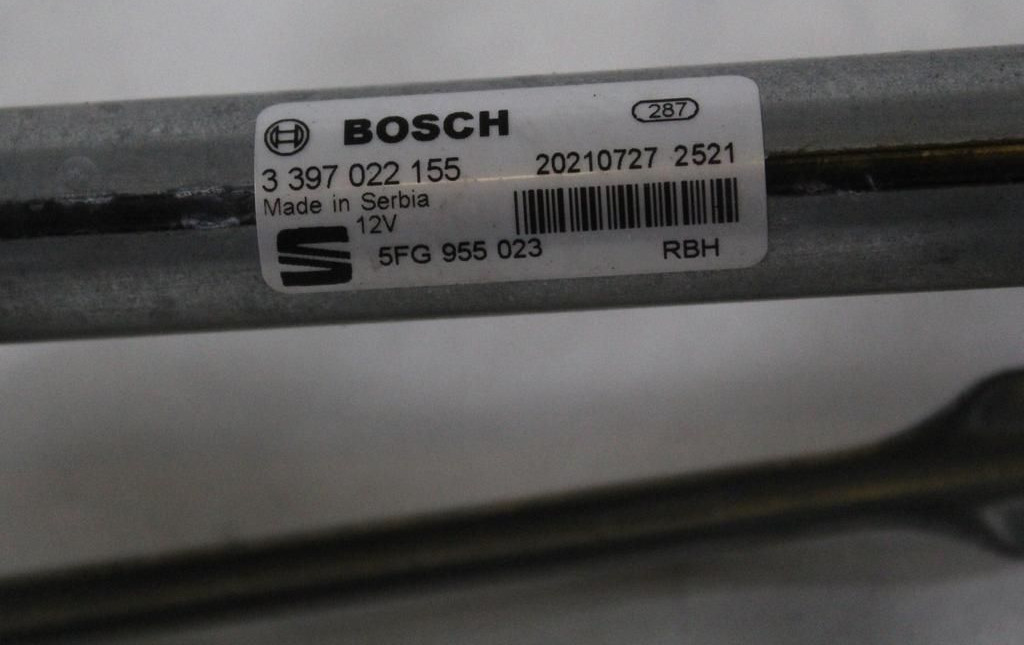 BOSCH
287
3 397 022 155
20210727 2521
Made in Serbia
12V
5FG 955 023
RBH